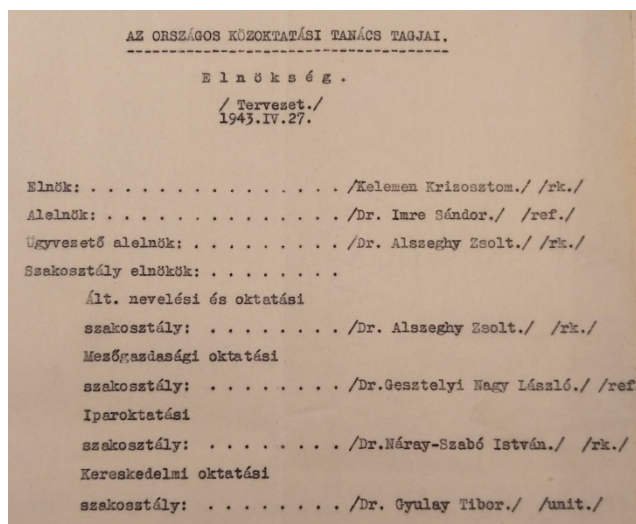 AZ ORSZÁGOS KÖZOKTATÁSI TANÁCS TAGJAI.
E l n ö k s é g .
/ Tervezet./
1943.IV.27.
Elnök: . . . . . . . . . . . . . . . . /Kelemen Krizosztom./ /rk./
Alelnök: . . . . . . . . . . . . . . . /Dr. Imre Sándor./ /ref./
Ügyvezető alelnök: . . . . . . . . . /Dr. Alszeghy Zsolt./ /rk./
Szakosztály elnökök: . . . . . . . .
Ált. nevelési és oktatási
szakosztály: . . . . . . . . /Dr. Alszeghy Zsolt./ /rk./
Mezőgazdasági oktatási
szakosztály: . . . . . . . . /Dr.Gesztelyi Nagy László./ /ref
Iparoktatási
szakosztály: . . . . . . . . /Dr.Náray-Szabó István./ /rk./
Kereskedelmi oktatási
szakosztály: . . . . . . . . /Dr. Gyulay Tibor./ /unit./